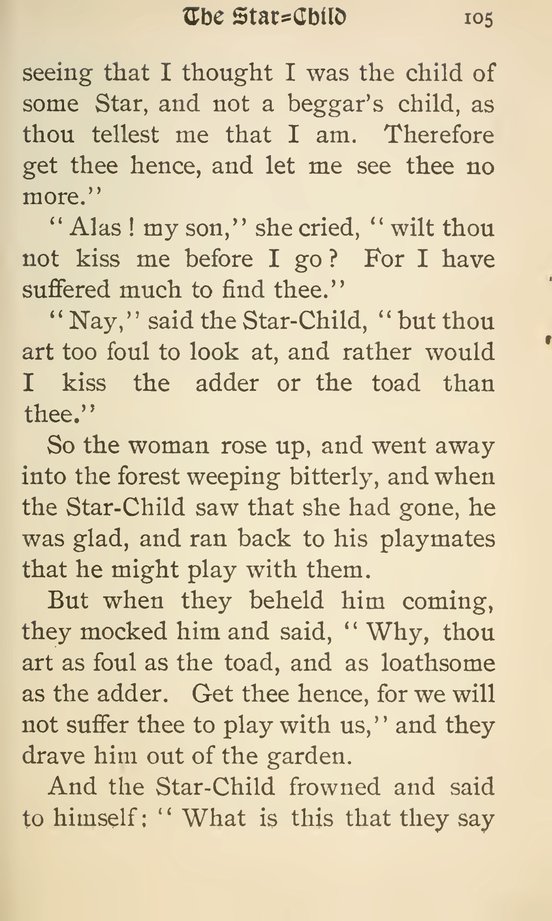 The Star=Child 105
seeing that I thought I was the child of
some Star, and not a beggar's child, as
thou tellest me that I am. Therefore
get thee hence, and let me see thee no
more.''
“ Alas ! my son,'' she cried, “ wilt thou
not kiss me before I go ? For I have
suffered much to find thee.''
“ Nay,'' said the Star-Child, “ but thou
art too foul to look at, and rather would
I kiss the adder or the toad than
thee.''
So the woman rose up, and went away
into the forest weeping bitterly, and when
the Star-Child saw that she had gone, he
was glad, and ran back to his playmates
that he might play with them.
But when they beheld him coming,
they mocked him and said, “ Why, thou
art as foul as the toad, and as loathsome
as the adder. Get thee hence, for we will
not suffer thee to play with us,'' and they
drave him out of the garden.
And the Star-Child frowned and said
to himself : “ What is this that they say